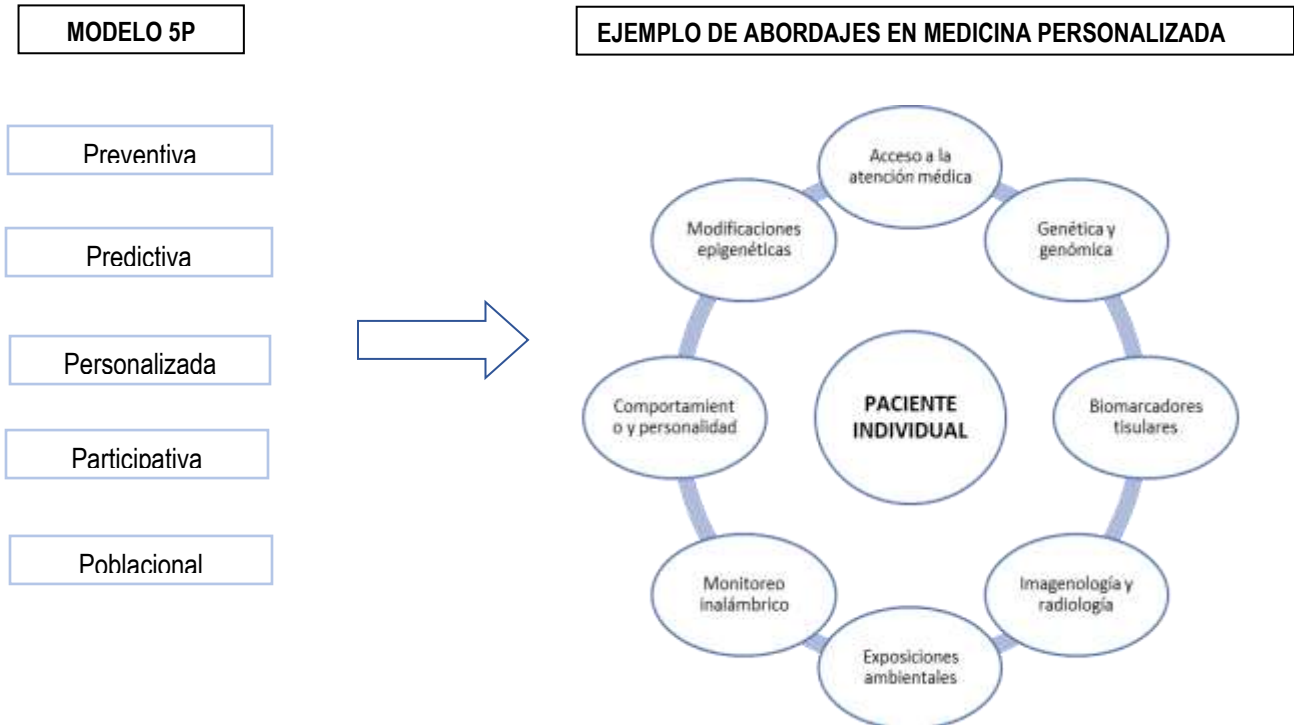 MODELO 5P
EJEMPLO DE ABORDAJES EN MEDICINA PERSONALIZADA
Preventiva
Predictiva
Personalizada
Participativa
Poblacional
Acceso a la
atención médica
Genética y
genómica
Biomarcadores
tisulares
Imagenología y
radiología
Exposiciones
ambientales
Monitoreo
inalámbrico
Comportamient
o y personalidad
Modificaciones
epigenéticas
PACIENTE
INDIVIDUAL